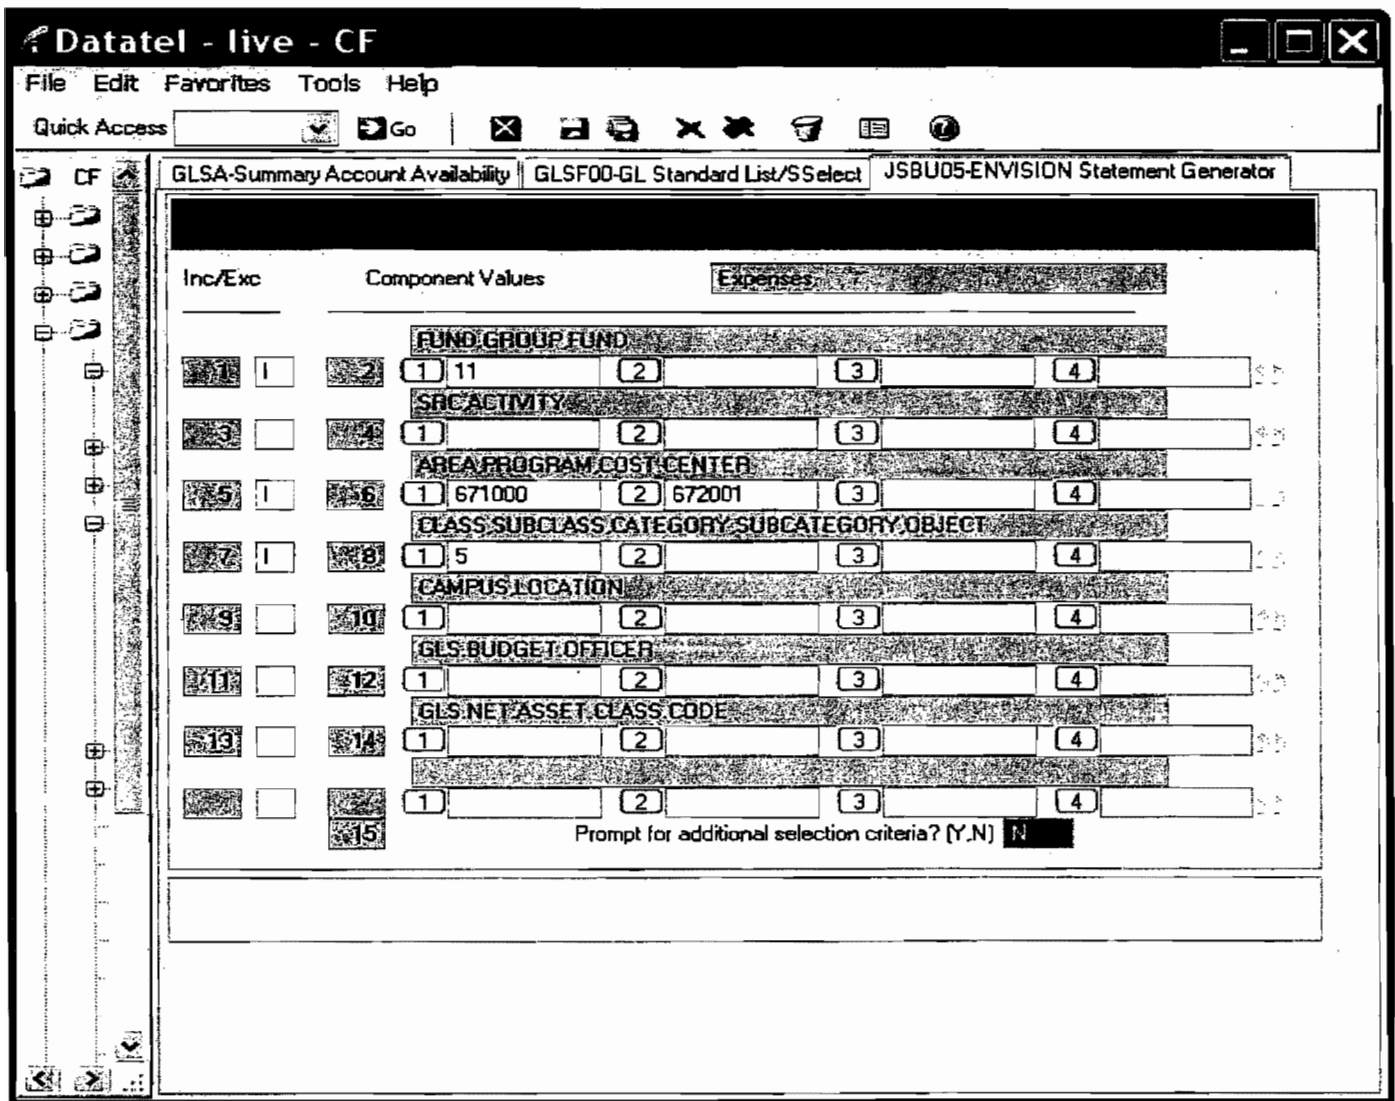 Datatel - live - CF
File Edit Favorites Tools Help
Quick Access Go
CF
GLSA-Summary Account Availability GLSF00-GL Standard List/SSelect JSBU05-ENVISION Statement Generator
Inc/Exc Component Values Expenses
FUND.GROUP.FUND
1 I 2 1 11 2 3 4
SRC.ACTIVITY
3 4 1 2 3 4
AREA.PROGRAM.COST.CENTER
5 I 6 1 671000 2 672001 3 4
CLASS.SUBCLASS.CATEGORY.SUBCATEGORY.OBJECT
7 I 8 1 5 2 3 4
CAMPUS.LOCATION
9 10 1 2 3 4
GLS.BUDGET.OFFICER
11 12 1 2 3 4
GLS.NET.ASSET.CLASS.CODE
13 14 1 2 3 4
1 2 3 4
15 Prompt for additional selection criteria? (Y,N) N